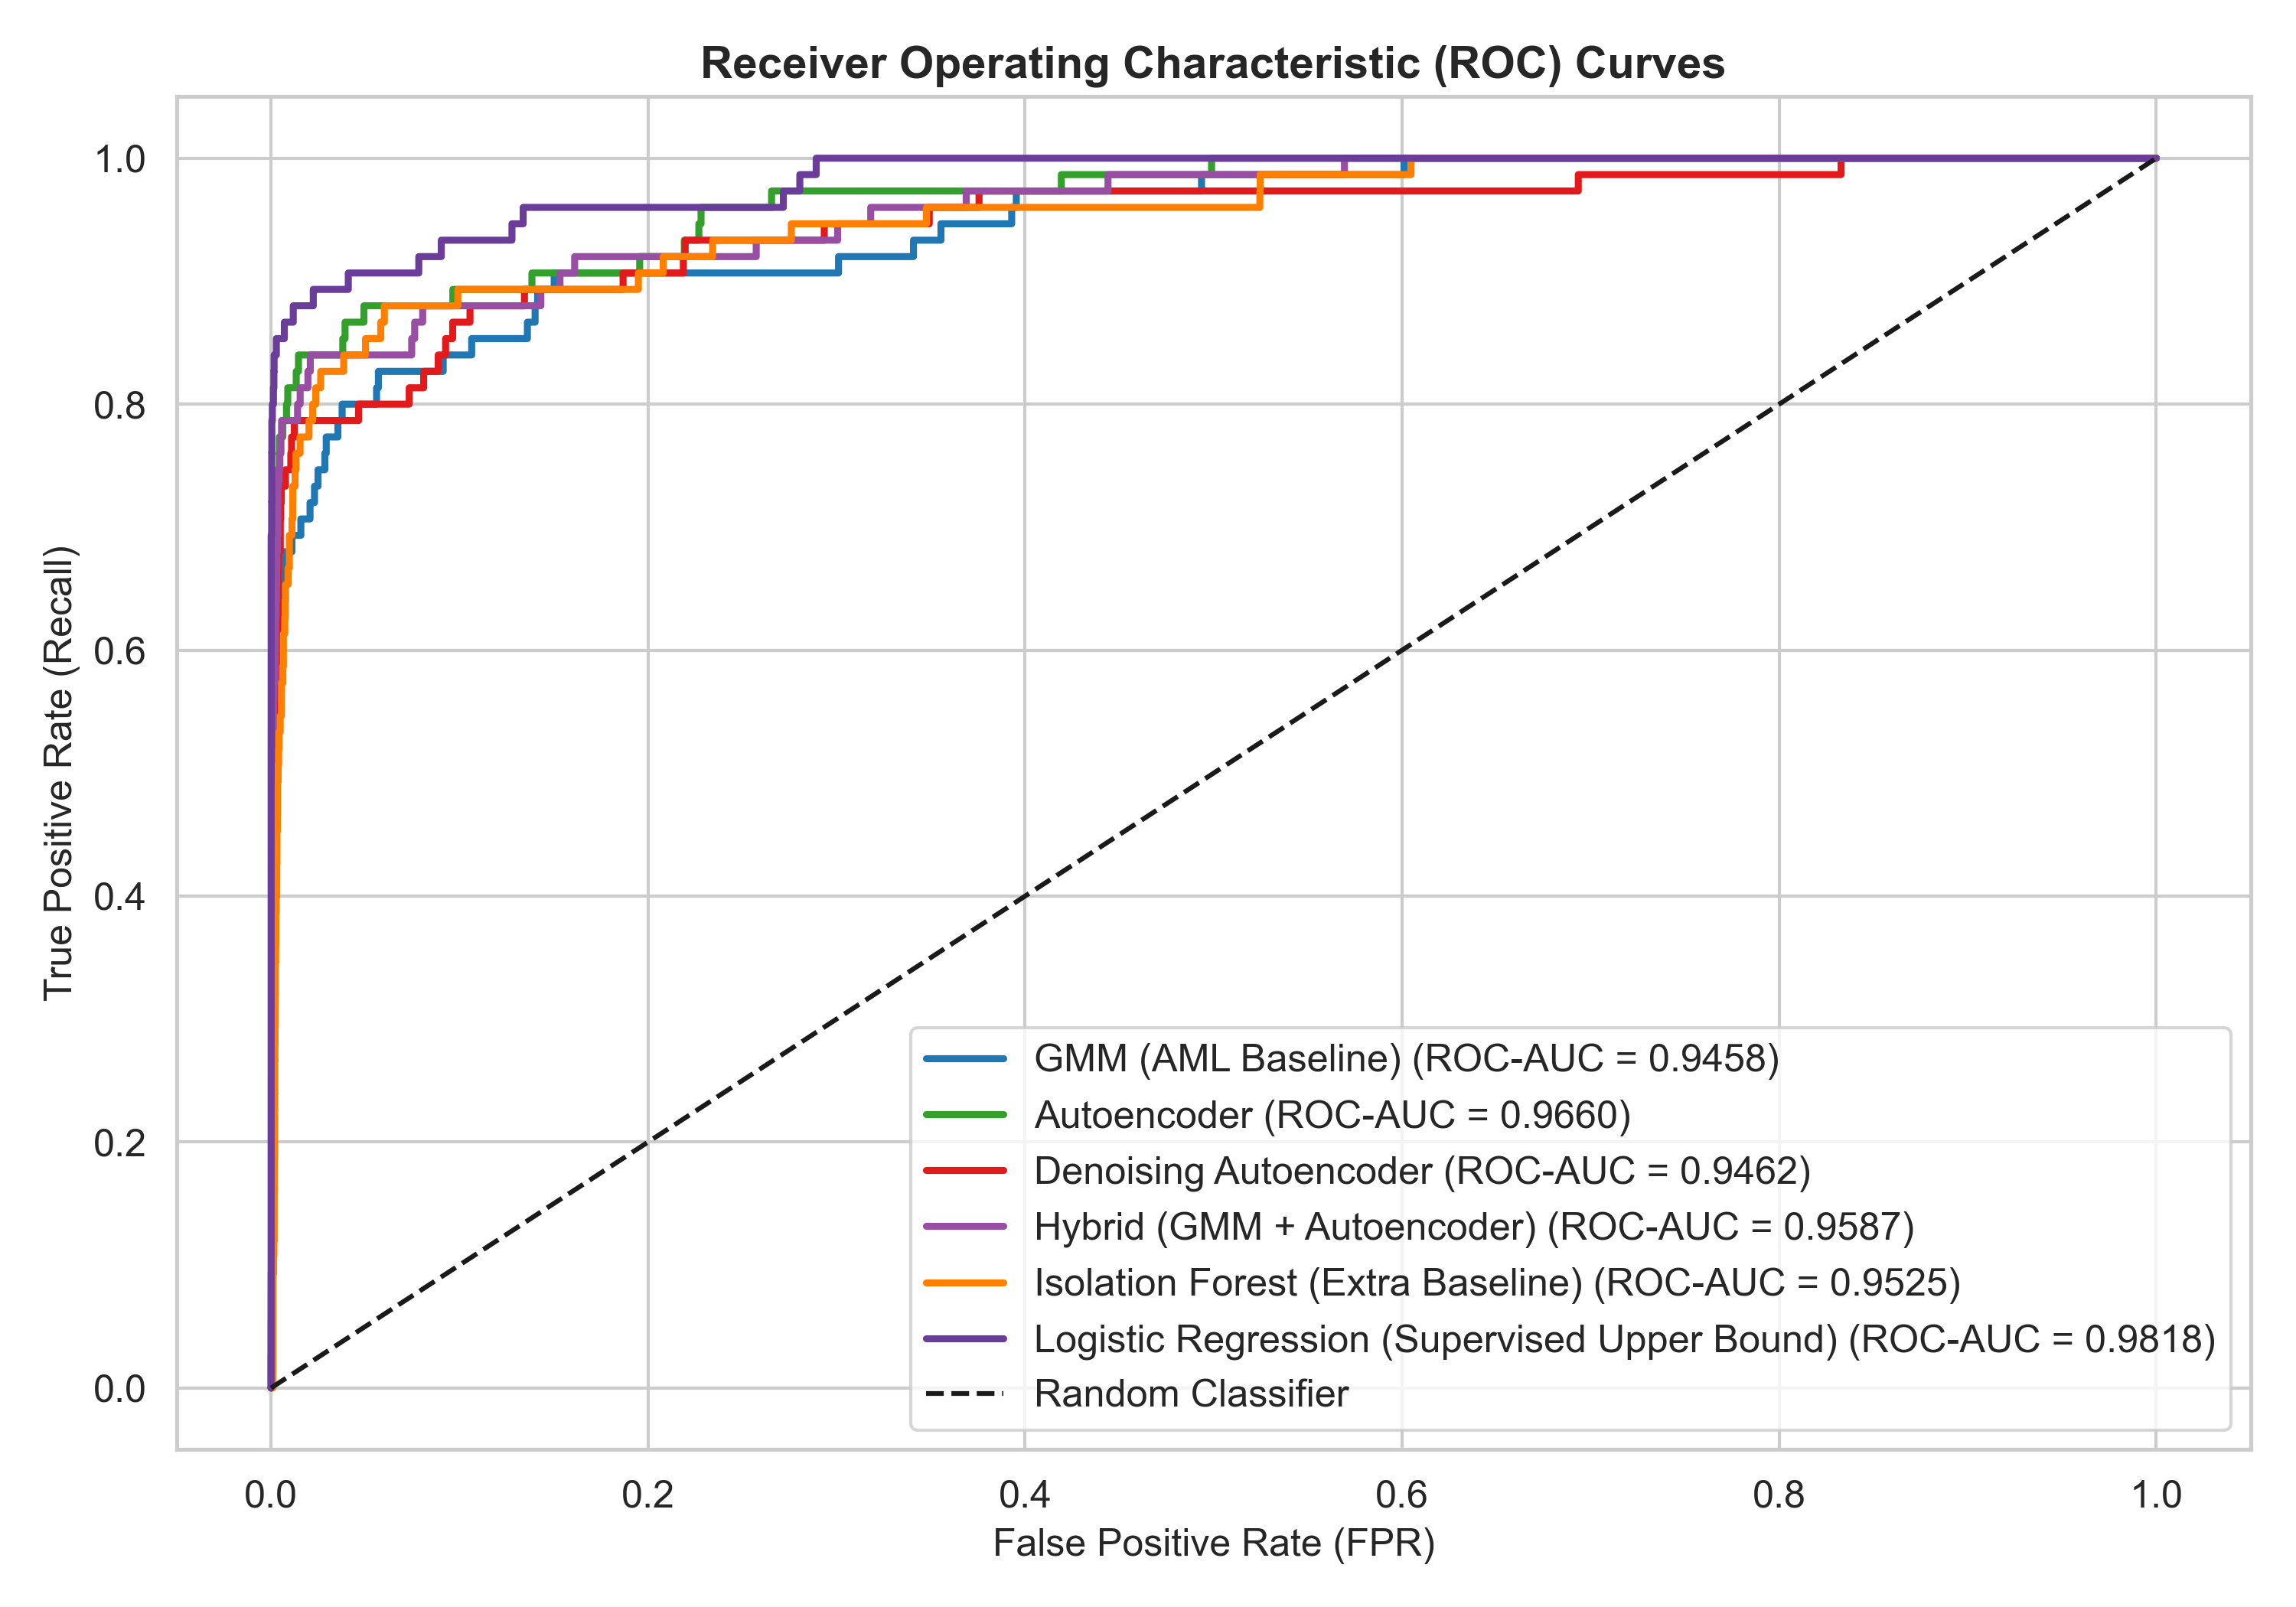 Receiver Operating Characteristic (ROC) Curves
True Positive Rate (Recall)
1.0
0.8
0.6
0.4
0.2
0.0
GMM (AML Baseline) (ROC-AUC = 0.9458)
Autoencoder (ROC-AUC = 0.9660)
Denoising Autoencoder (ROC-AUC = 0.9462)
Hybrid (GMM + Autoencoder) (ROC-AUC = 0.9587)
Isolation Forest (Extra Baseline) (ROC-AUC = 0.9525)
Logistic Regression (Supervised Upper Bound) (ROC-AUC = 0.9818)
Random Classifier
0.0 0.2 0.4 0.6 0.8 1.0
False Positive Rate (FPR)